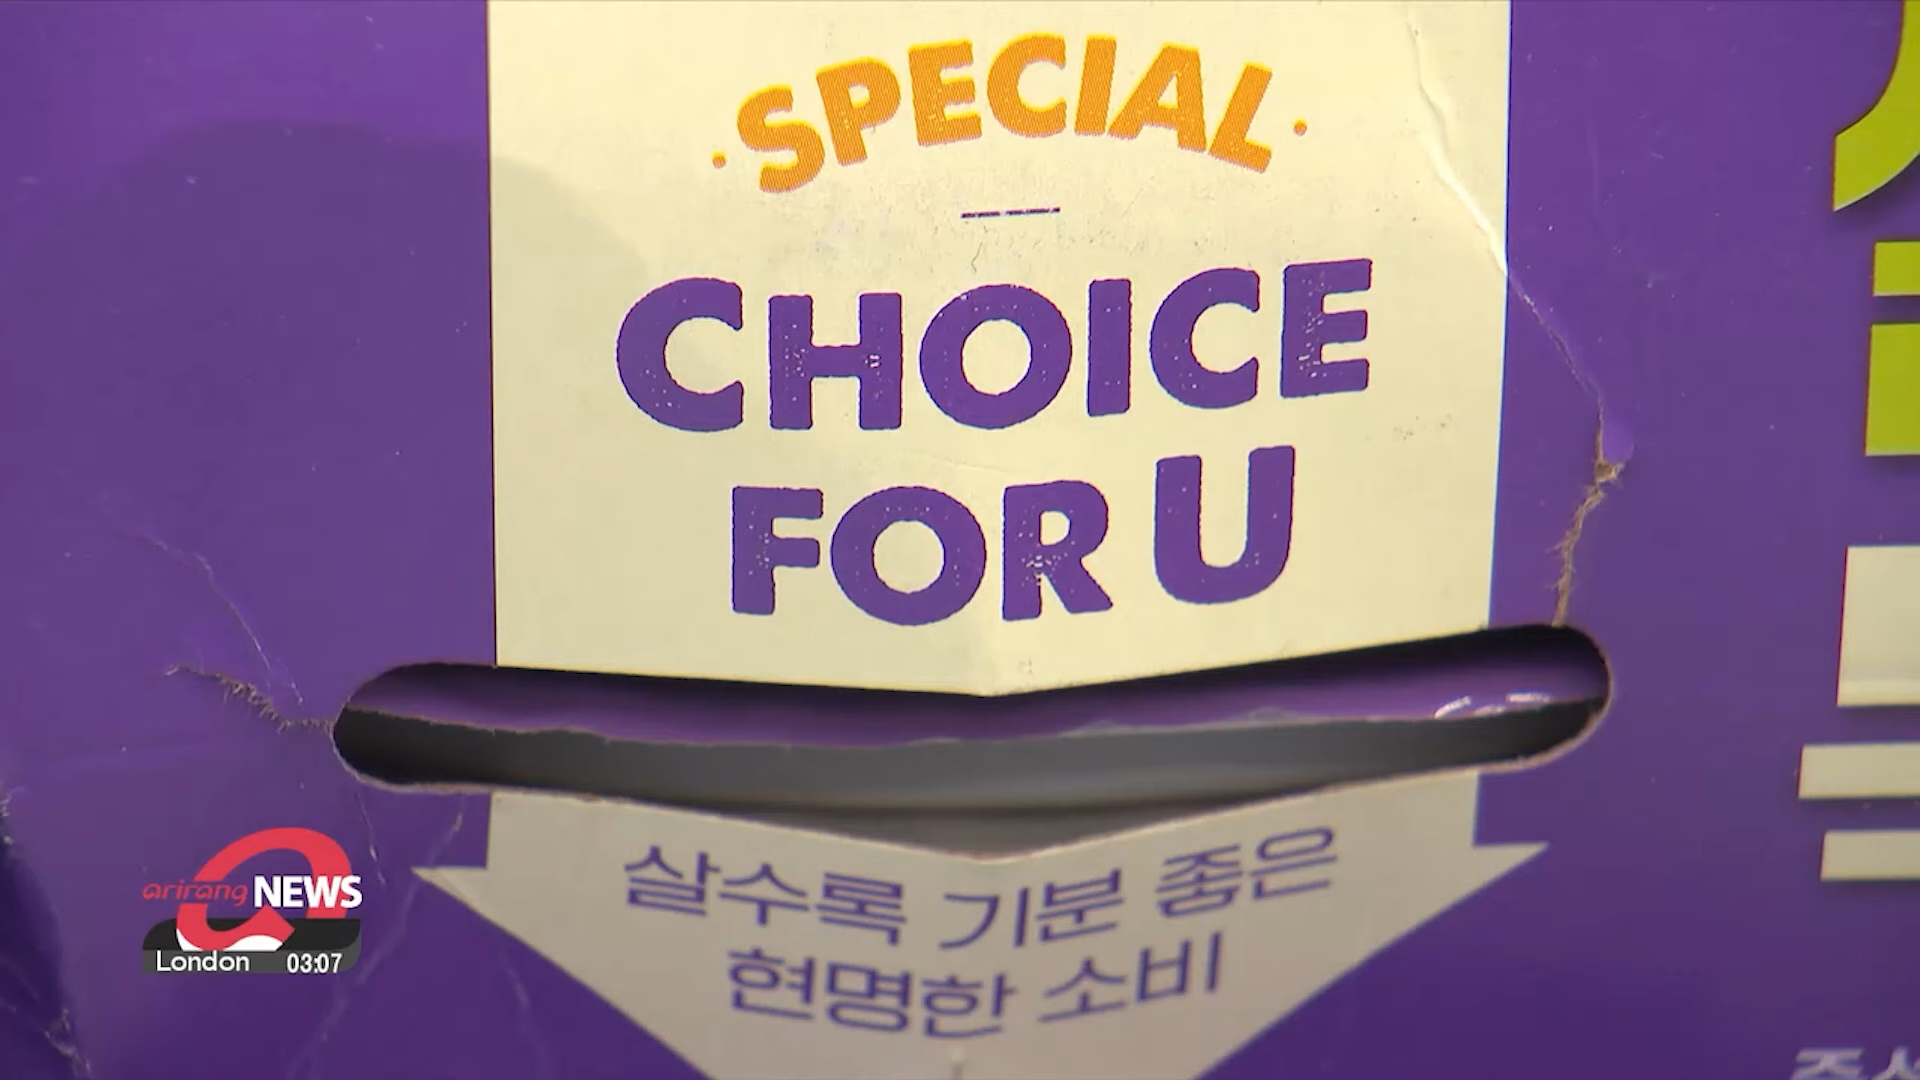 · SPECIAL ·
CHOICE
FOR U
살수록 기분 좋은
현명한 소비
arirang NEWS
London 03:07